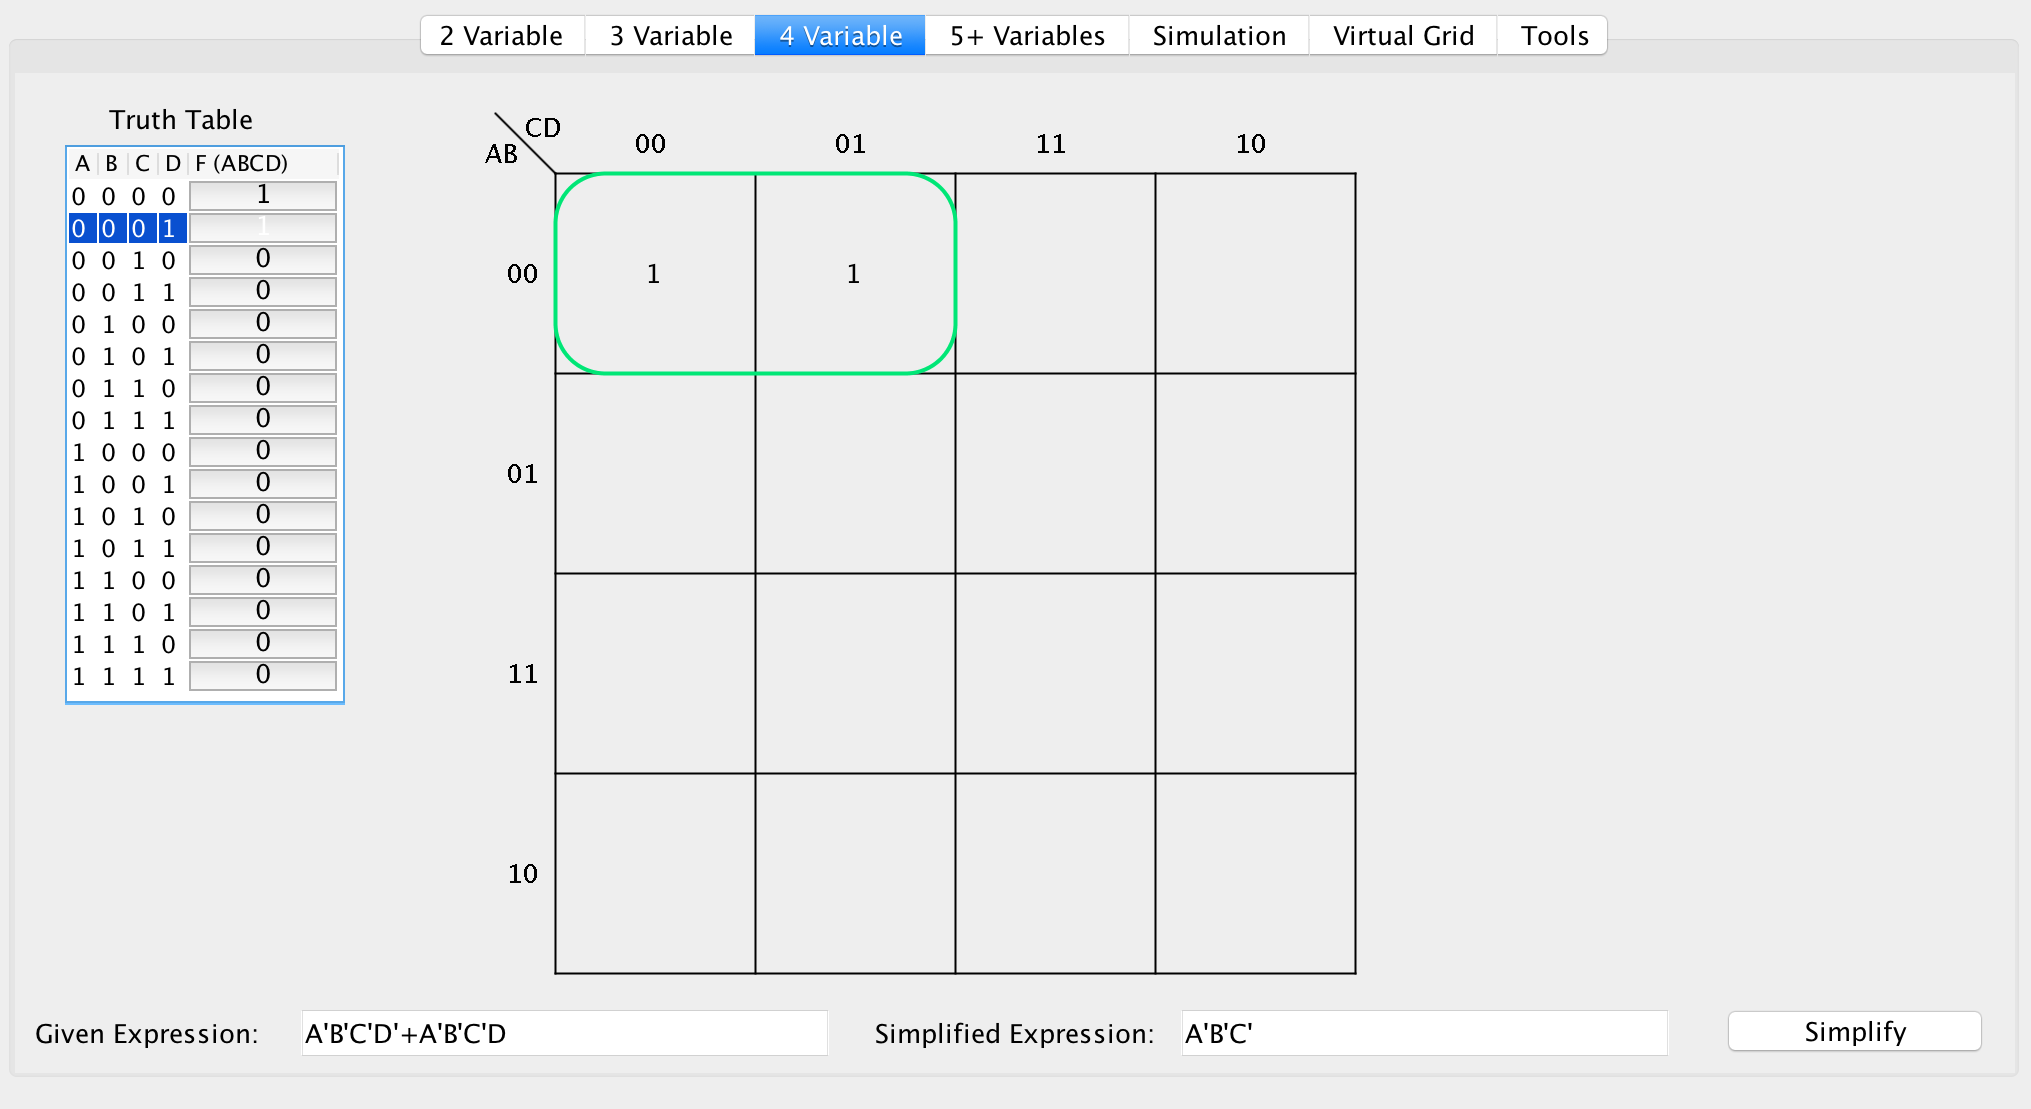 2 Variable 3 Variable 4 Variable 5+ Variables Simulation Virtual Grid Tools
Truth Table
A B C D F (ABCD)
0 0 0 0 1
0 0 0 1 1
0 0 1 0 0
0 0 1 1 0
0 1 0 0 0
0 1 0 1 0
0 1 1 0 0
0 1 1 1 0
1 0 0 0 0
1 0 0 1 0
1 0 1 0 0
1 0 1 1 0
1 1 0 0 0
1 1 0 1 0
1 1 1 0 0
1 1 1 1 0
CD
AB
00 01 11 10
00 1 1
01
11
10
Given Expression: A'B'C'D'+A'B'C'D Simplified Expression: A'B'C' Simplify